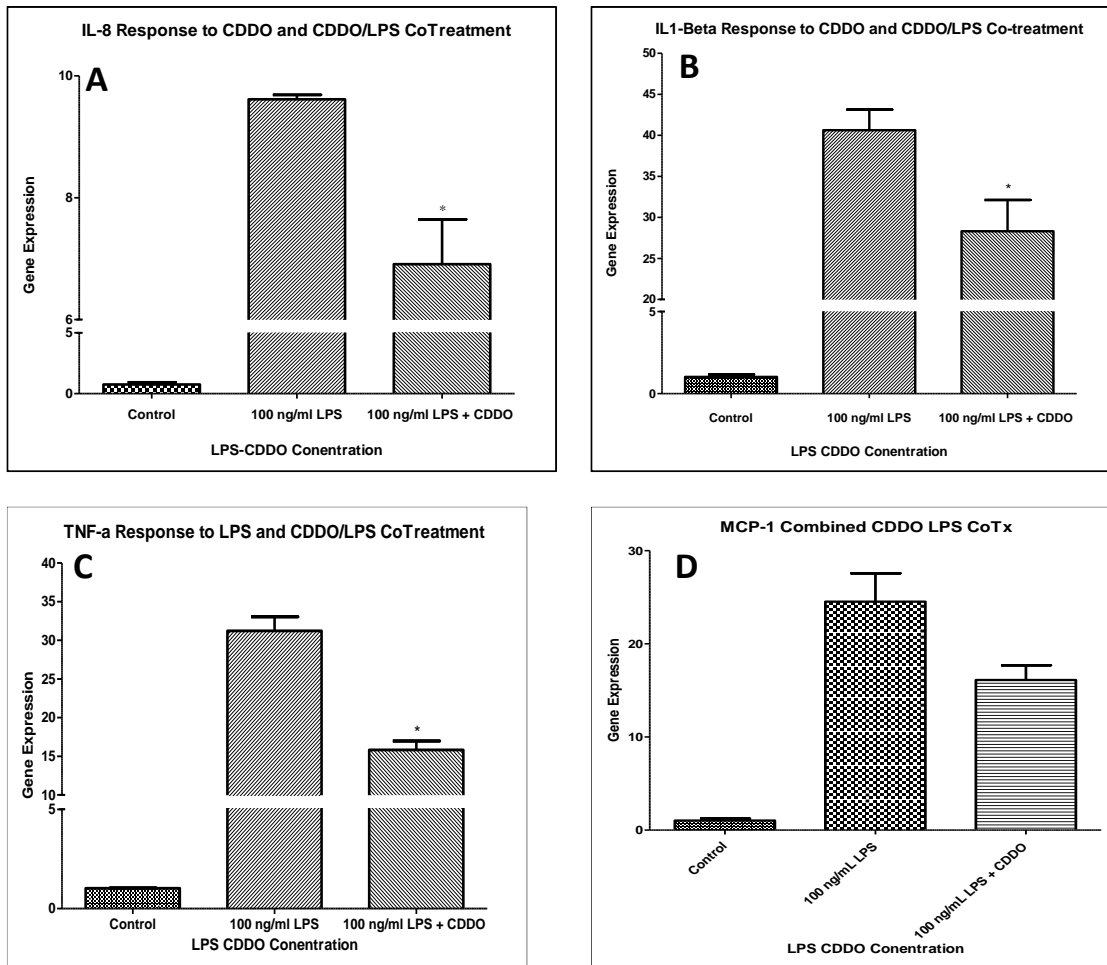 IL-8 Response to CDDO and CDDO/LPS CoTreatment
A
10
8
6
5
0
Gene Expression
Control
100 ng/ml LPS
100 ng/ml LPS + CDDO
*
LPS-CDDO Conentration
IL1-Beta Response to CDDO and CDDO/LPS Co-treatment
B
50
45
40
35
30
25
20
5
0
Gene Expression
Control
100 ng/ml LPS
100 ng/ml LPS + CDDO
*
LPS CDDO Conentration
TNF-a Response to LPS and CDDO/LPS CoTreatment
C
40
35
30
25
20
15
10
5
0
Gene Expression
Control
100 ng/ml LPS
100 ng/ml LPS + CDDO
*
LPS CDDO Conentration
MCP-1 Combined CDDO LPS CoTx
D
30
20
10
0
Gene Expression
Control
100 ng/mL LPS
100 ng/mL LPS + CDDO
LPS CDDO Conentration